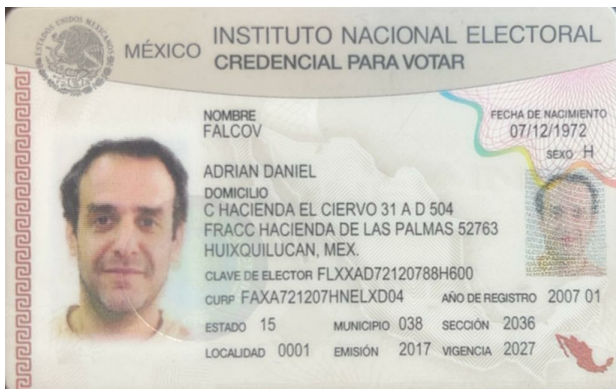 MÉXICO INSTITUTO NACIONAL ELECTORAL
CREDENCIAL PARA VOTAR
NOMBRE
FALCOV
ADRIAN DANIEL
FECHA DE NACIMIENTO
07/12/1972
SEXO H
DOMICILIO
C HACIENDA EL CIERVO 31 A D 504
FRACC HACIENDA DE LAS PALMAS 52763
HUIXQUILUCAN, MEX.
CLAVE DE ELECTOR FLXXAD72120788H600
CURP FAXA721207HNELXD04 AÑO DE REGISTRO 2007 01
ESTADO 15 MUNICIPIO 038 SECCIÓN 2036
LOCALIDAD 0001 EMISIÓN 2017 VIGENCIA 2027